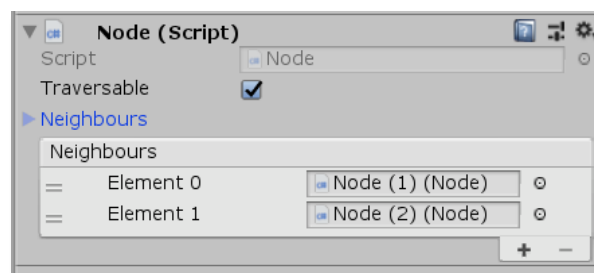 Node (Script)
Script Node
Traversable
Neighbours
Neighbours
Element 0 Node (1) (Node)
Element 1 Node (2) (Node)
+ −